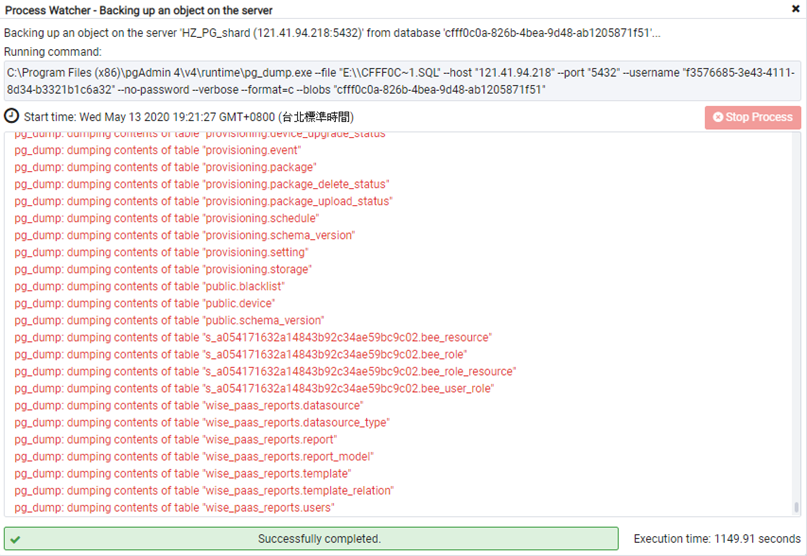 Process Watcher - Backing up an object on the server
Backing up an object on the server 'HZ_PG_shard (121.41.94.218:5432)' from database 'cfff0c0a-826b-4bea-9d48-ab1205871f51'...
Running command:
C:\Program Files (x86)\pgAdmin 4\v4\runtime\pg_dump.exe --file "E:\\CFFF0C~1.SQL" --host "121.41.94.218" --port "5432" --username "f3576685-3e43-4111-
8d34-b3321b1c6a32" --no-password --verbose --format=c --blobs "cfff0c0a-826b-4bea-9d48-ab1205871f51"
Start time: Wed May 13 2020 19:21:27 GMT+0800 (台北標準時間)
Stop Process
pg_dump: dumping contents of table "provisioning.device_upgrade_status"
pg_dump: dumping contents of table "provisioning.event"
pg_dump: dumping contents of table "provisioning.package"
pg_dump: dumping contents of table "provisioning.package_delete_status"
pg_dump: dumping contents of table "provisioning.package_upload_status"
pg_dump: dumping contents of table "provisioning.schedule"
pg_dump: dumping contents of table "provisioning.schema_version"
pg_dump: dumping contents of table "provisioning.setting"
pg_dump: dumping contents of table "provisioning.storage"
pg_dump: dumping contents of table "public.blacklist"
pg_dump: dumping contents of table "public.device"
pg_dump: dumping contents of table "public.schema_version"
pg_dump: dumping contents of table "s_a054171632a14843b92c34ae59bc9c02.bee_resource"
pg_dump: dumping contents of table "s_a054171632a14843b92c34ae59bc9c02.bee_role"
pg_dump: dumping contents of table "s_a054171632a14843b92c34ae59bc9c02.bee_role_resource"
pg_dump: dumping contents of table "s_a054171632a14843b92c34ae59bc9c02.bee_user_role"
pg_dump: dumping contents of table "wise_paas_reports.datasource"
pg_dump: dumping contents of table "wise_paas_reports.datasource_type"
pg_dump: dumping contents of table "wise_paas_reports.report"
pg_dump: dumping contents of table "wise_paas_reports.report_model"
pg_dump: dumping contents of table "wise_paas_reports.template"
pg_dump: dumping contents of table "wise_paas_reports.template_relation"
pg_dump: dumping contents of table "wise_paas_reports.users"
Successfully completed.
Execution time: 1149.91 seconds